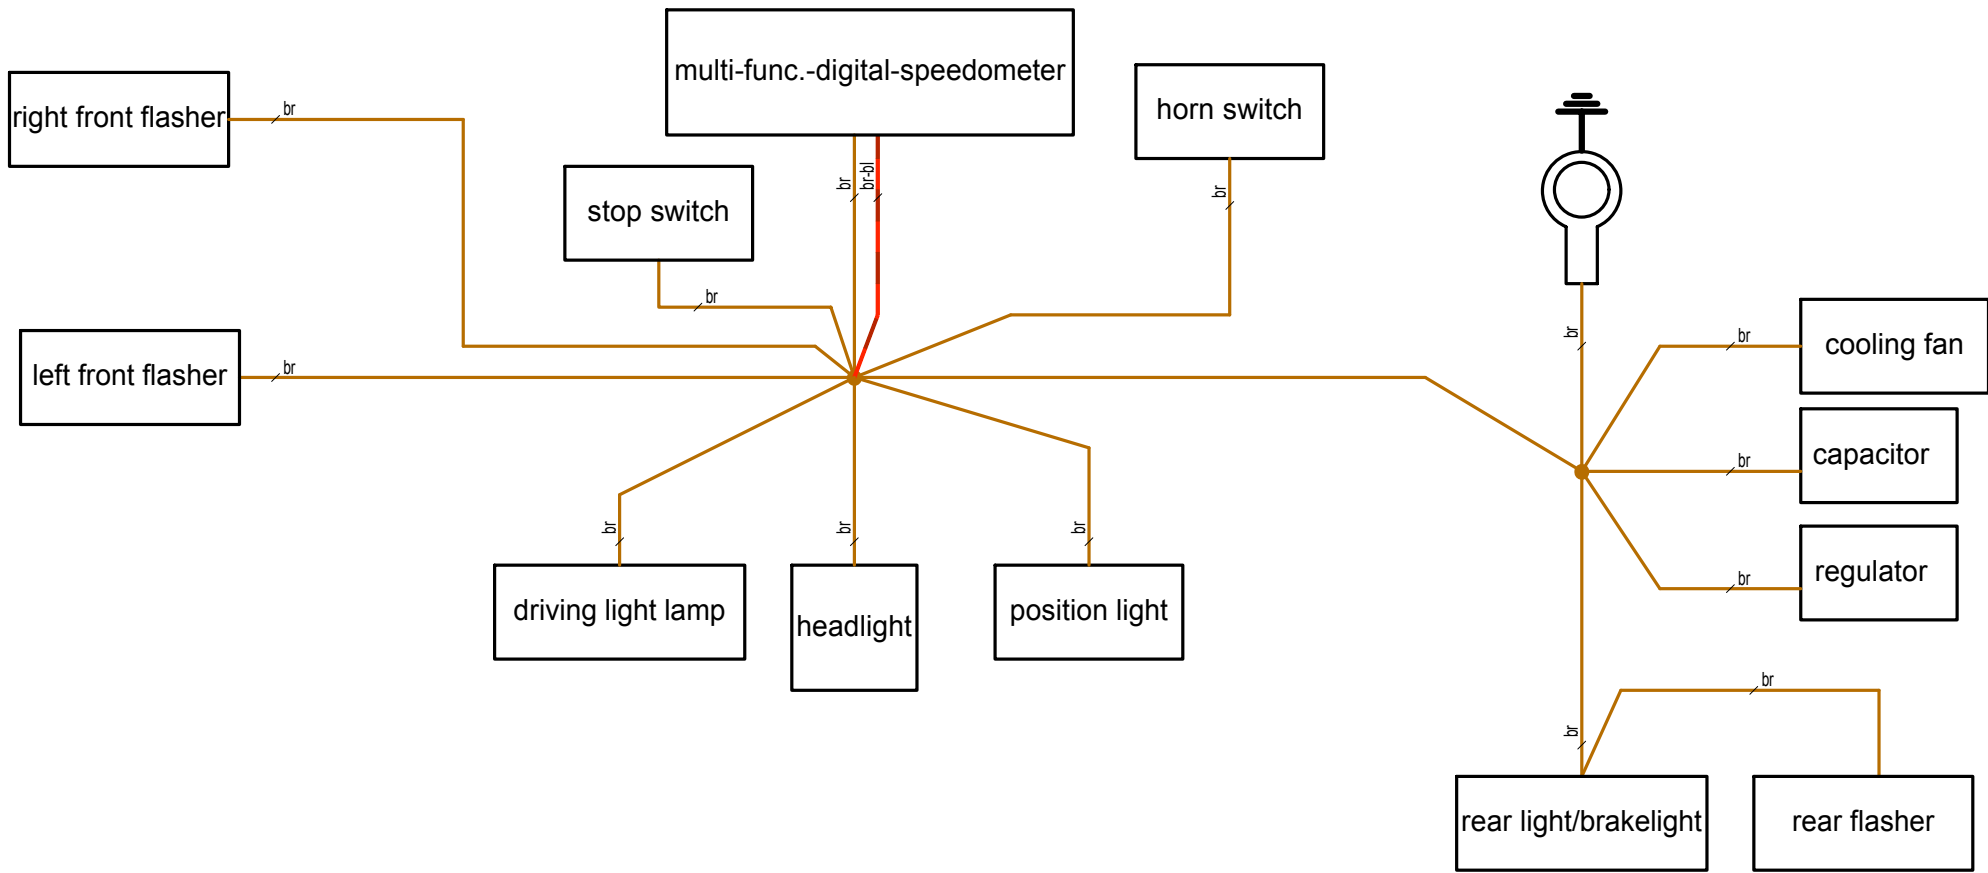 multi-func.-digital-speedometer
right front flasher
br
horn switch
stop switch
br
br-bl
br
br
left front flasher
br
br
cooling fan
br
capacitor
br
regulator
br
driving light lamp
br
headlight
br
position light
br
br
rear light/brakelight
br
rear flasher
br